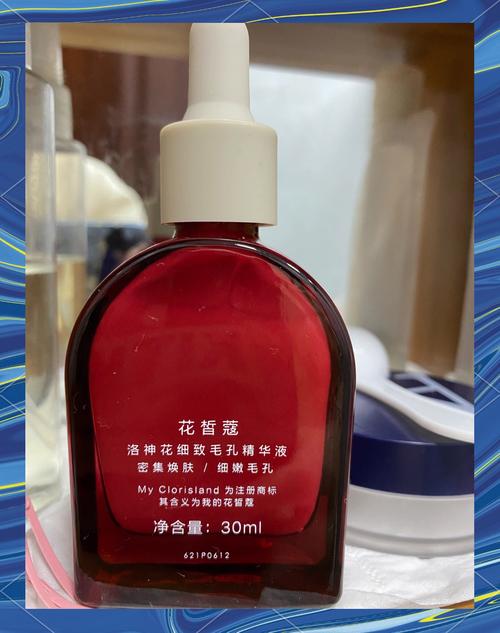 花皙蔻
洛神花细致毛孔精华液
密集焕肤 / 细嫩毛孔
My Clorisland 为注册商标
其含义为我的花皙蔻
净含量：30ml
621P0612